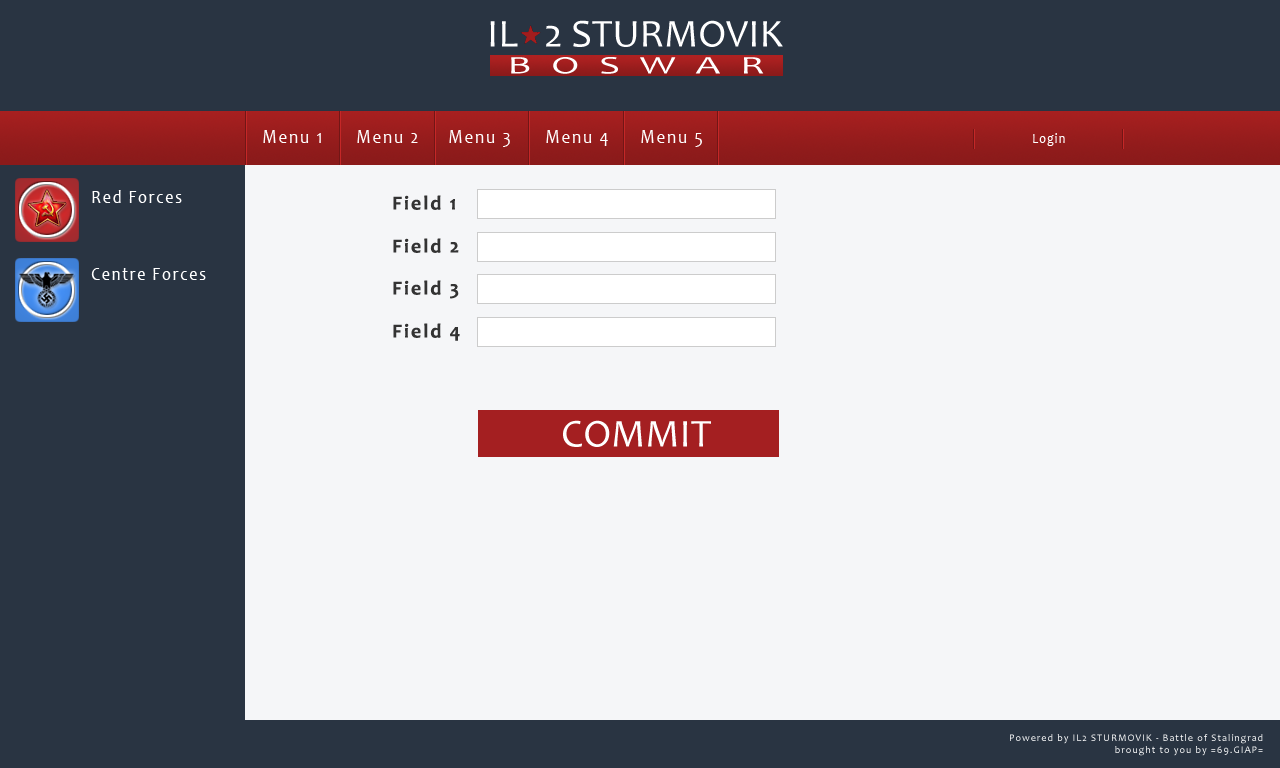 IL★2 STURMOVIK
BOSWAR
Menu 1 Menu 2 Menu 3 Menu 4 Menu 5 Login
Red Forces
Centre Forces
Field 1
Field 2
Field 3
Field 4
COMMIT
Powered by IL2 STURMOVIK - Battle of Stalingrad
brought to you by =69.GIAP=